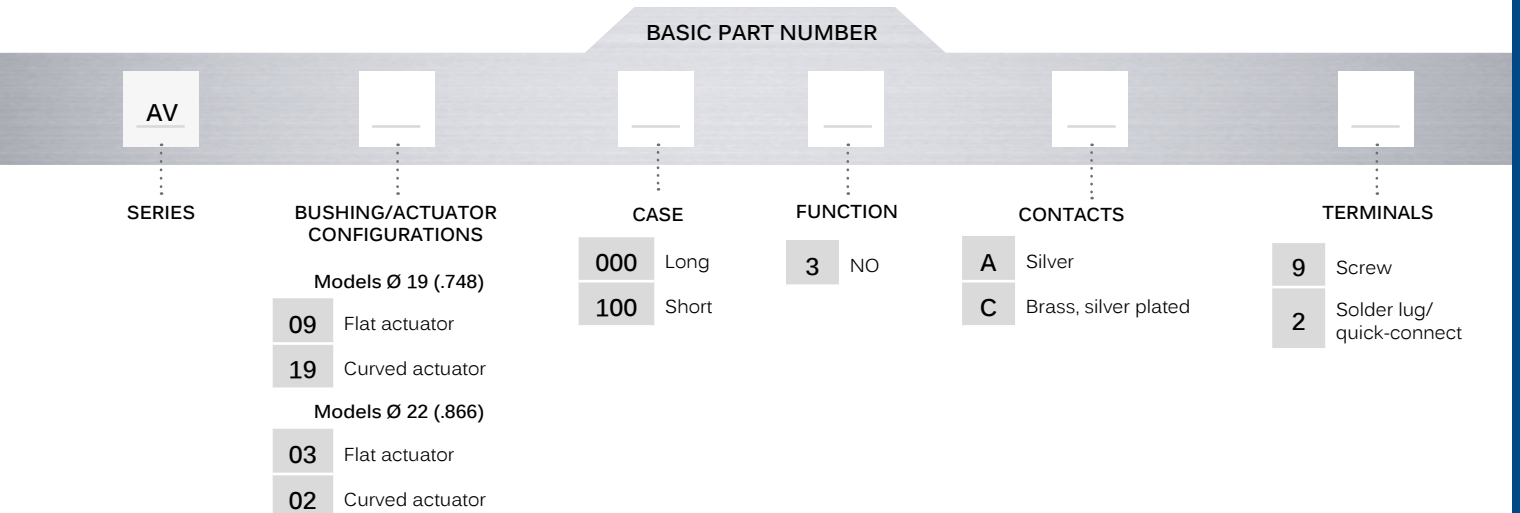 BASIC PART NUMBER
AV
SERIES
BUSHING/ACTUATOR
CONFIGURATIONS
Models Ø 19 (.748)
09 Flat actuator
19 Curved actuator
Models Ø 22 (.866)
03 Flat actuator
02 Curved actuator
CASE
000 Long
100 Short
FUNCTION
3 NO
CONTACTS
A Silver
C Brass, silver plated
TERMINALS
9 Screw
2 Solder lug/
quick-connect